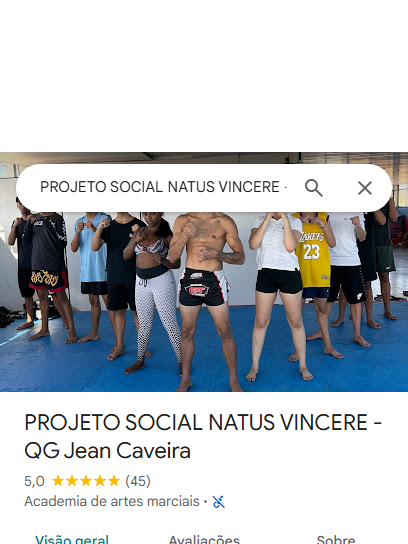 PROJETO SOCIAL NATUS VINCERE -
LAKERS
23
PROJETO SOCIAL NATUS VINCERE -
QG Jean Caveira
5,0 ★★★★★ (45)
Academia de artes marciais ·
Visão geral Avaliações Sobre